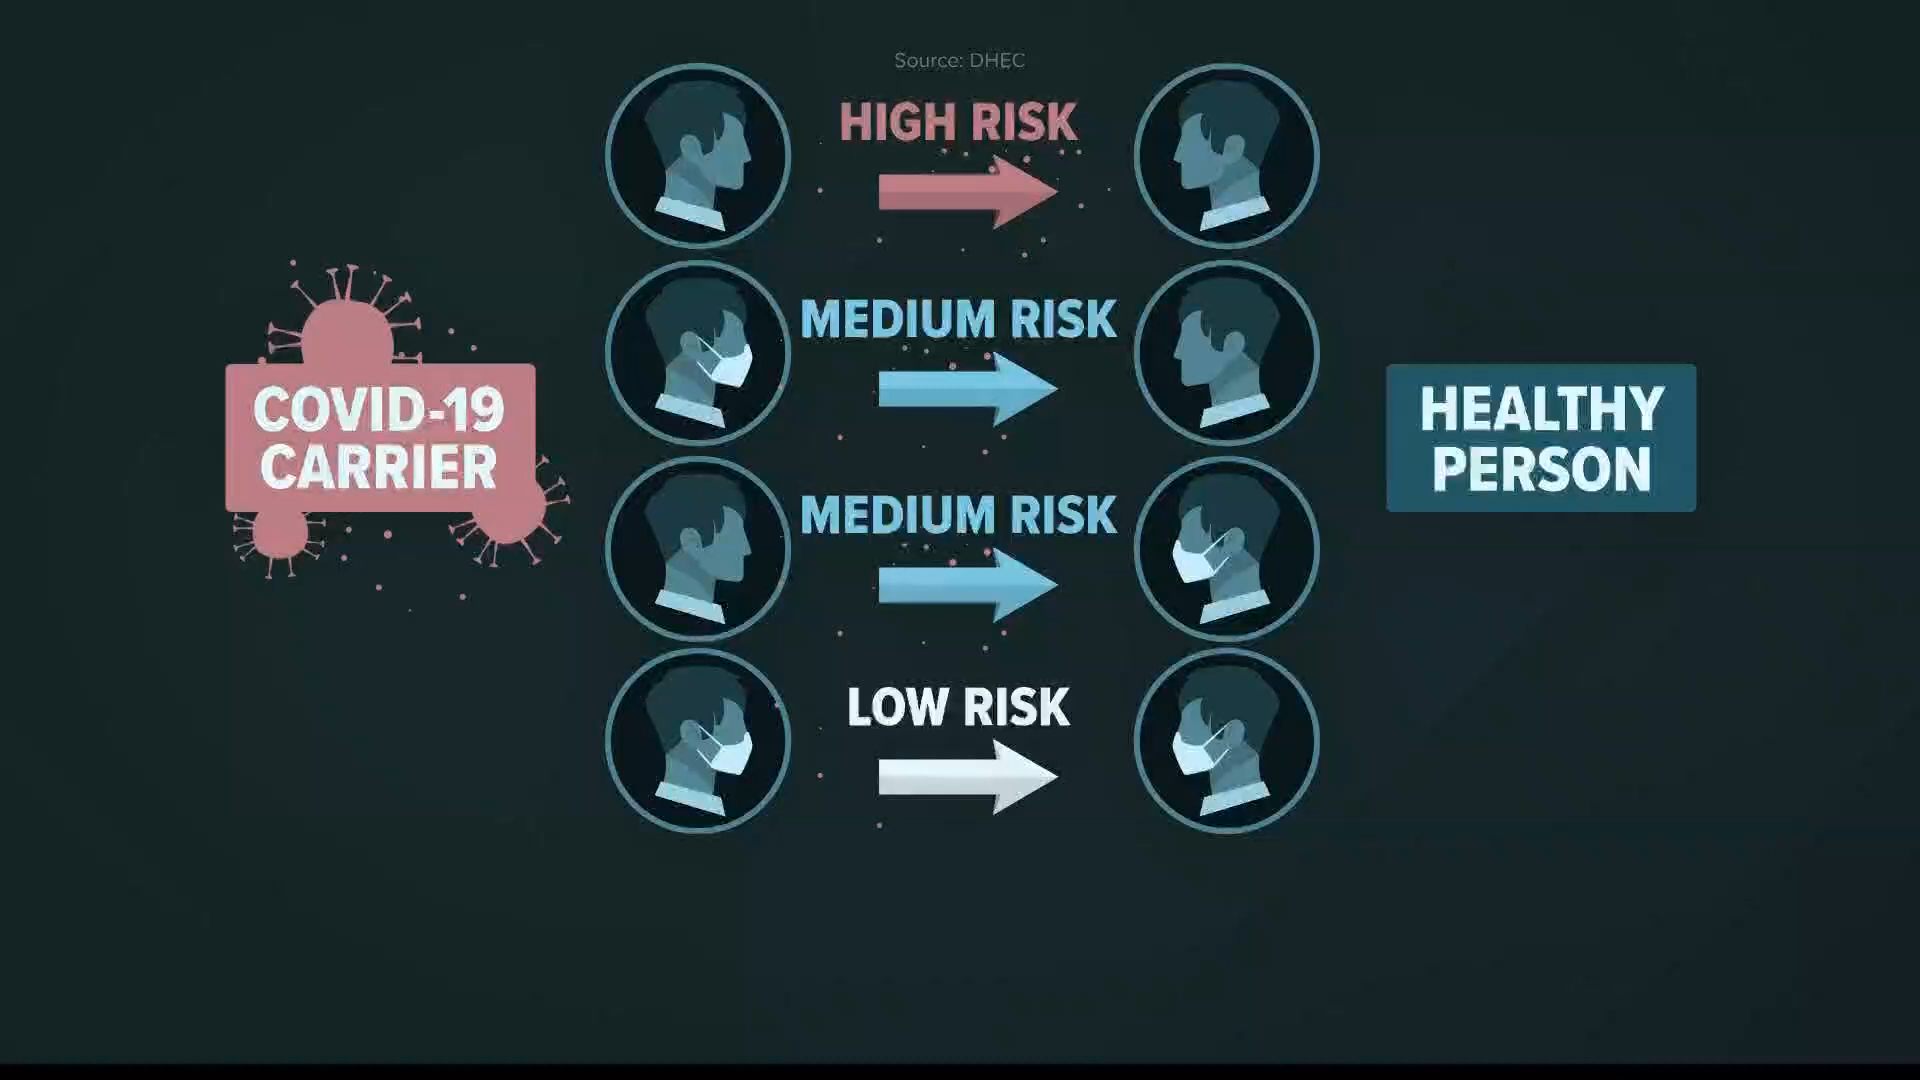 Source: DHEC
HIGH RISK
MEDIUM RISK
COVID-19
CARRIER
HEALTHY
PERSON
MEDIUM RISK
LOW RISK